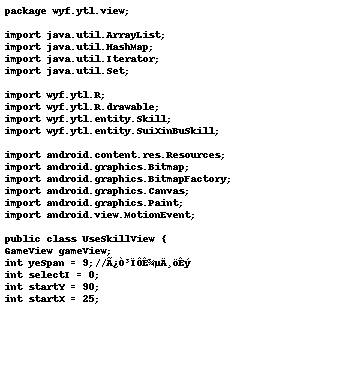 package wyf.ytl.view;
import java.util.ArrayList;
import java.util.HashMap;
import java.util.Iterator;
import java.util.Set;
import wyf.ytl.R;
import wyf.ytl.R.drawable;
import wyf.ytl.entity.Skill;
import wyf.ytl.entity.SuiXinBuSkill;
import android.content.res.Resources;
import android.graphics.Bitmap;
import android.graphics.BitmapFactory;
import android.graphics.Canvas;
import android.graphics.Paint;
import android.view.MotionEvent;
public class UseSkillView {
GameView gameView;
int yeSpan = 9;//Ã¿Ò³ÏÔÊ¾µÄ¸öÊý
int selectI = 0;
int startY = 90;
int startX = 25;